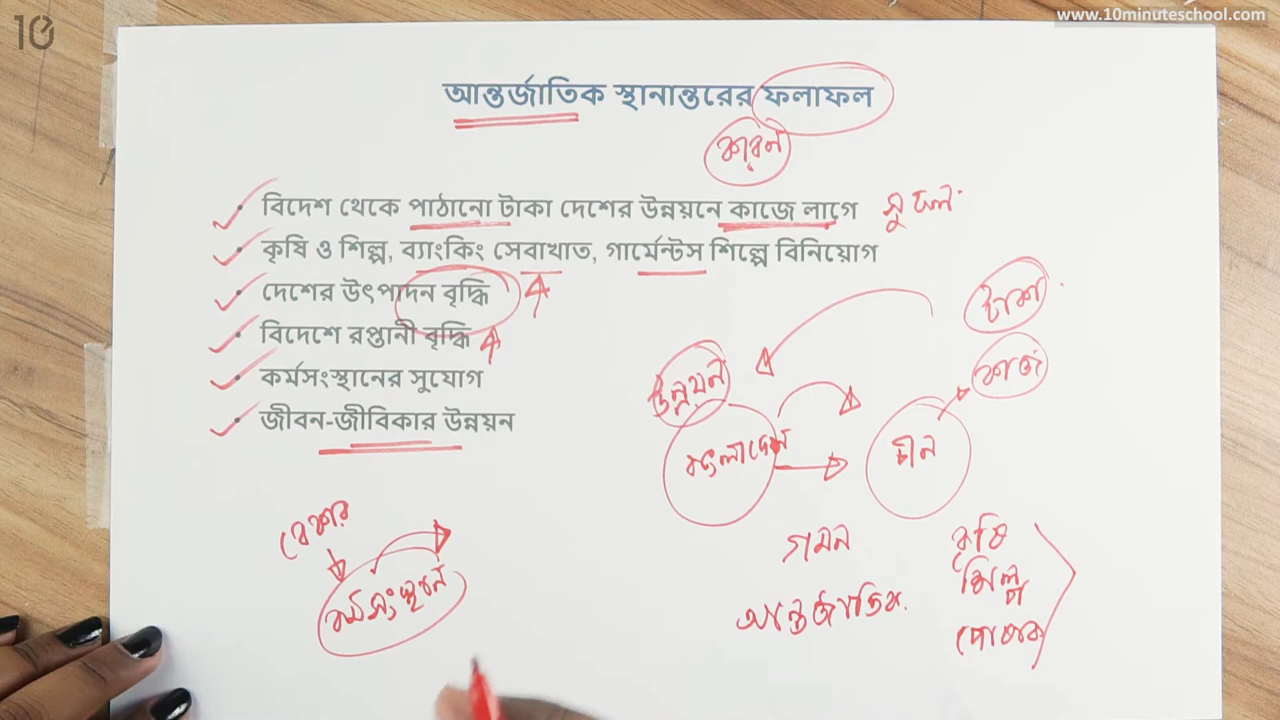 10
www.10minuteschool.com
আন্তর্জাতিক স্থানান্তরের ফলাফল
কারন
বিদেশ থেকে পাঠানো টাকা দেশের উন্নয়নে কাজে লাগে
কৃষি ও শিল্প, ব্যাংকিং সেবাখাত, গার্মেন্টস শিল্পে বিনিয়োগ
দেশের উৎপাদন বৃদ্ধি
বিদেশে রপ্তানী বৃদ্ধি
কর্মসংস্থানের সুযোগ
জীবন-জীবিকার উন্নয়ন
টাকা
কাজ
উন্নয়ন
বাংলাদেশ
চীন
বেকার
কর্মসংস্থান
গমন
আন্তর্জাতিক
কৃষি
শিল্প
পোশাক